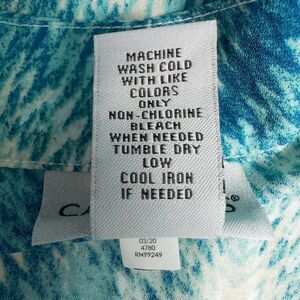 MACHINE
WASH COLD
WITH LIKE
COLORS
ONLY
NON-CHLORINE
BLEACH
WHEN NEEDED
TUMBLE DRY
LOW
COOL IRON
IF NEEDED
03/20
4780
RN99249